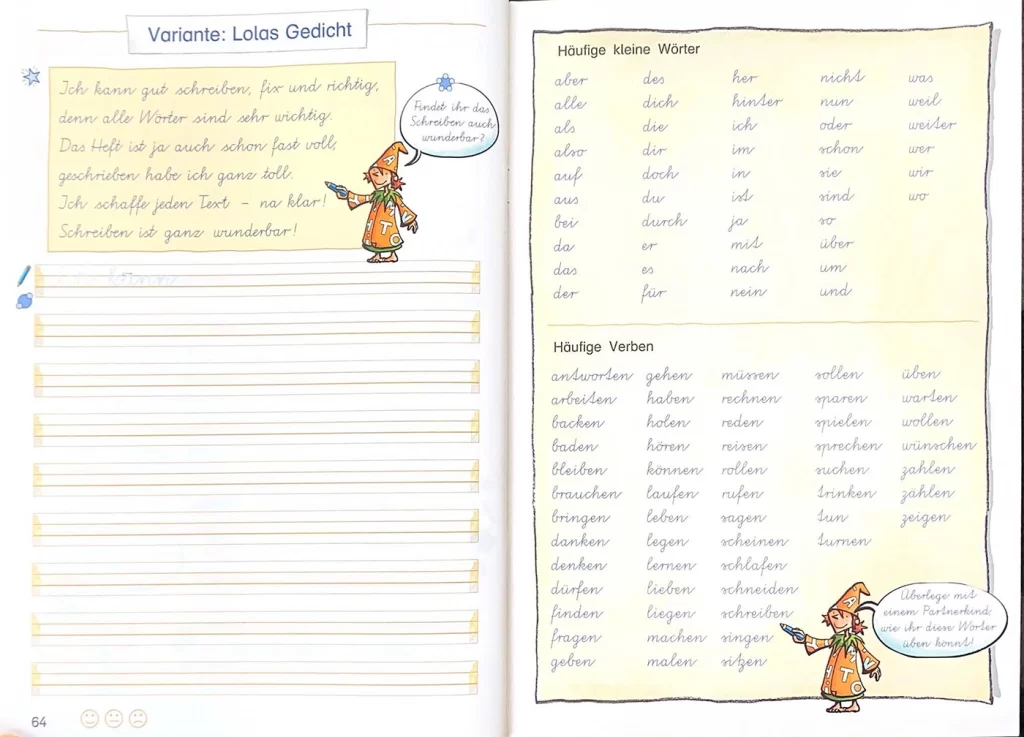 Variante: Lolas Gedicht
Ich kann gut schreiben, fix und richtig,
denn alle Wörter sind sehr wichtig.
Das Heft ist ja auch schon fast voll,
geschrieben habe ich ganz toll.
Ich schaffe jeden Text – na klar!
Schreiben ist ganz wunderbar!
Findet ihr das
Schreiben auch
wunderbar?
64
Häufige kleine Wörter
aber des her nicht was
alle dich hinter nun weil
als die ich oder weiter
also dir im schon wer
auf doch in sie wir
aus du ist sind wo
bei durch ja so
da er mit über
das es nach um
der für nein und
Häufige Verben
antworten gehen müssen sollen üben
arbeiten haben rechnen sparen warten
backen holen reden spielen wollen
baden hören reisen sprechen wünschen
bleiben können rollen suchen zahlen
brauchen laufen rufen trinken zählen
bringen leben sagen tun zeigen
danken legen scheinen turnen
denken lernen schlafen
dürfen lieben schneiden
finden liegen schreiben
fragen machen singen
geben malen sitzen
Überlege mit
einem Partnerkind,
wie ihr diese Wörter
üben könnt!